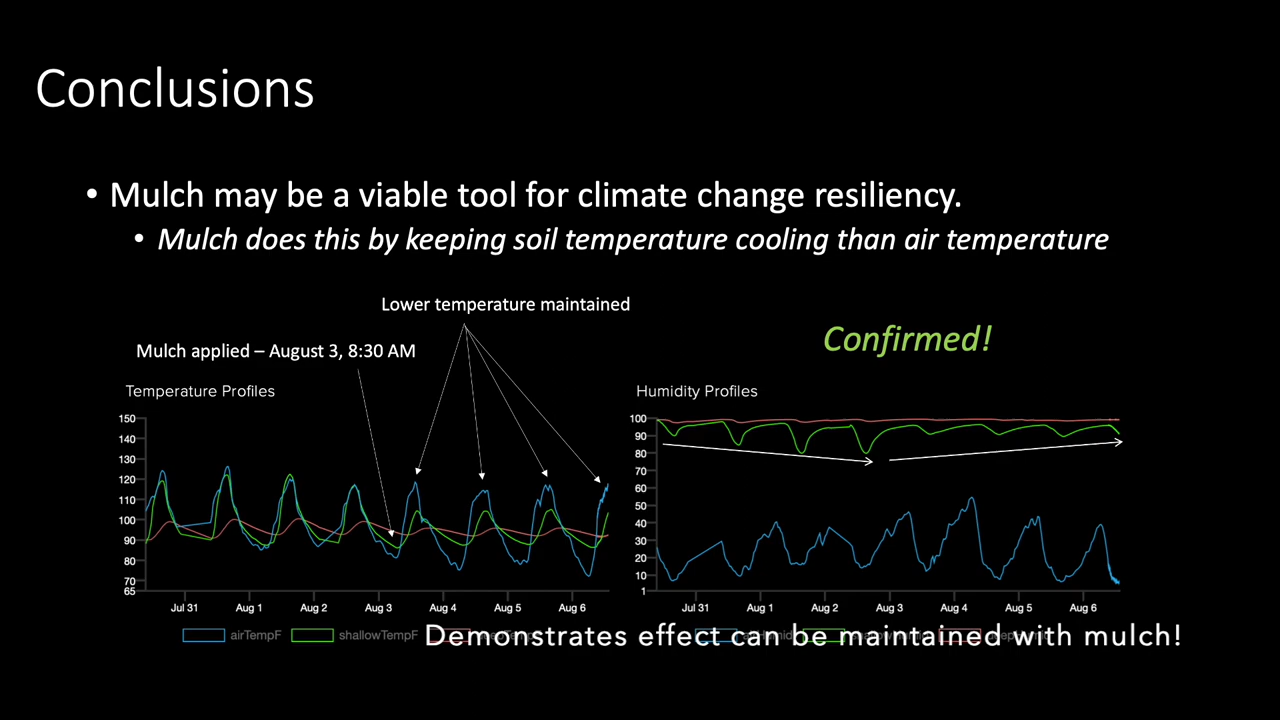 Conclusions
• Mulch may be a viable tool for climate change resiliency.
• Mulch does this by keeping soil temperature cooling than air temperature
Lower temperature maintained
Confirmed!
Mulch applied – August 3, 8:30 AM
Temperature Profiles
150
140
130
120
110
100
90
80
70
65
Jul 31 Aug 1 Aug 2 Aug 3 Aug 4 Aug 5 Aug 6
airTempF shallowTempF
Humidity Profiles
100
90
80
70
60
50
40
30
20
10
1
Jul 31 Aug 1 Aug 2 Aug 3 Aug 4 Aug 5 Aug 6
Demonstrates effect can be maintained with mulch!